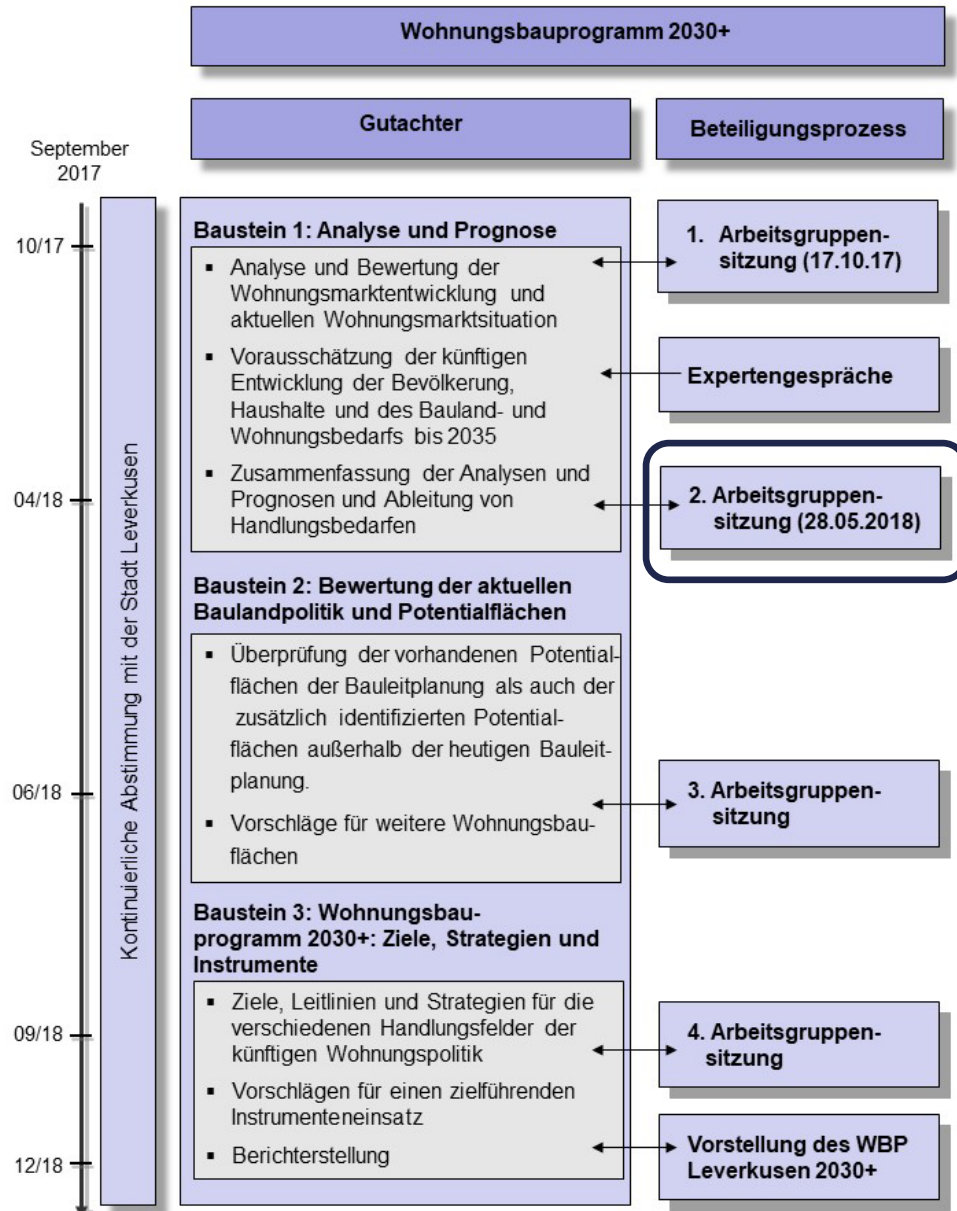 Wohnungsbauprogramm 2030+
Gutachter
Beteiligungsprozess
September
2017
10/17
04/18
06/18
09/18
12/18
Kontinuierliche Abstimmung mit der Stadt Leverkusen
Baustein 1: Analyse und Prognose
▪ Analyse und Bewertung der
Wohnungsmarktentwicklung und
aktuellen Wohnungsmarktsituation
▪ Vorausschätzung der künftigen
Entwicklung der Bevölkerung,
Haushalte und des Bauland- und
Wohnungsbedarfs bis 2035
▪ Zusammenfassung der Analysen und
Prognosen und Ableitung von
Handlungsbedarfen
Baustein 2: Bewertung der aktuellen
Baulandpolitik und Potentialflächen
▪ Überprüfung der vorhandenen Potential-
flächen der Bauleitplanung als auch der
zusätzlich identifizierten Potential-
flächen außerhalb der heutigen Bauleit-
planung.
▪ Vorschläge für weitere Wohnungsbau-
flächen
Baustein 3: Wohnungsbau-
programm 2030+: Ziele, Strategien und
Instrumente
▪ Ziele, Leitlinien und Strategien für die
verschiedenen Handlungsfelder der
künftigen Wohnungspolitik
▪ Vorschlägen für einen zielführenden
Instrumenteneinsatz
▪ Berichterstellung
1. Arbeitsgruppen-
sitzung (17.10.17)
Expertengespräche
2. Arbeitsgruppen-
sitzung (28.05.2018)
3. Arbeitsgruppen-
sitzung
4. Arbeitsgruppen-
sitzung
Vorstellung des WBP
Leverkusen 2030+